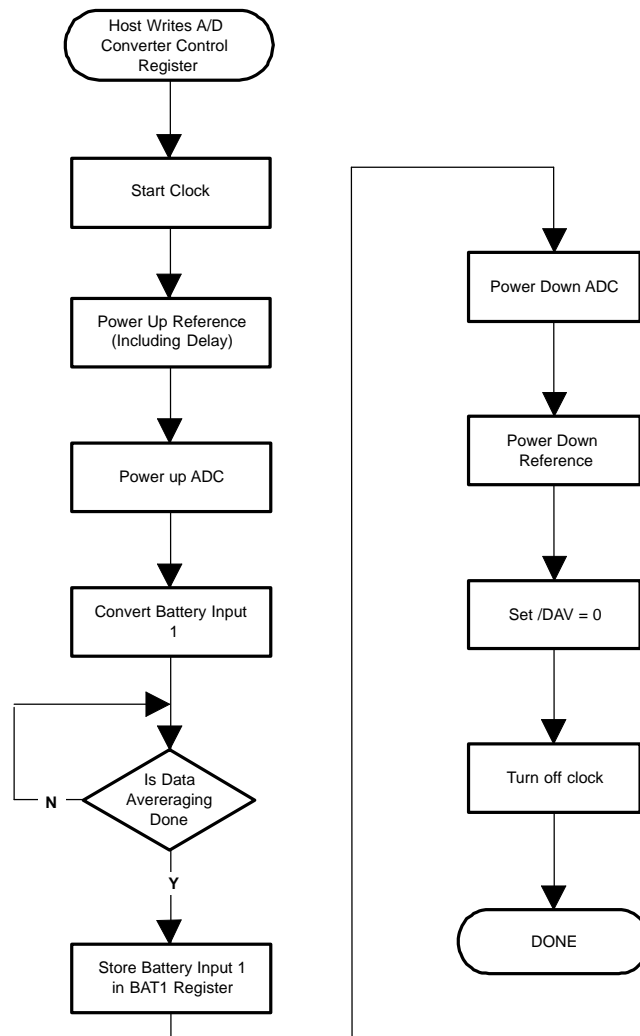 Host Writes A/D
Converter Control
Register
Start Clock
Power Up Reference
(Including Delay)
Power up ADC
Convert Battery Input
1
Is Data
Avereraging
Done
N
Y
Store Battery Input 1
in BAT1 Register
Power Down ADC
Power Down
Reference
Set /DAV = 0
Turn off clock
DONE